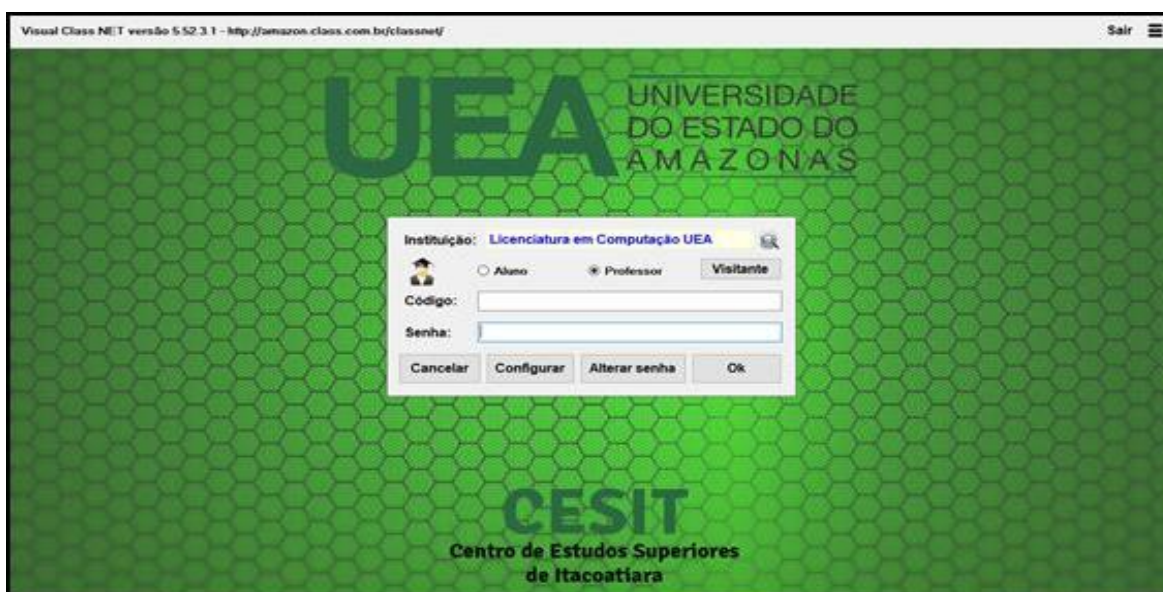 Visual Class NET versão 5.52.3.1 - http://amazon.class.com.br/classnet/ Sair
UEA
UNIVERSIDADE
DO ESTADO DO
AMAZONAS
Instituição: Licenciatura em Computação UEA
Aluno Professor Visitante
Código:
Senha:
Cancelar Configurar Alterar senha Ok
CESIT
Centro de Estudos Superiores
de Itacoatiara